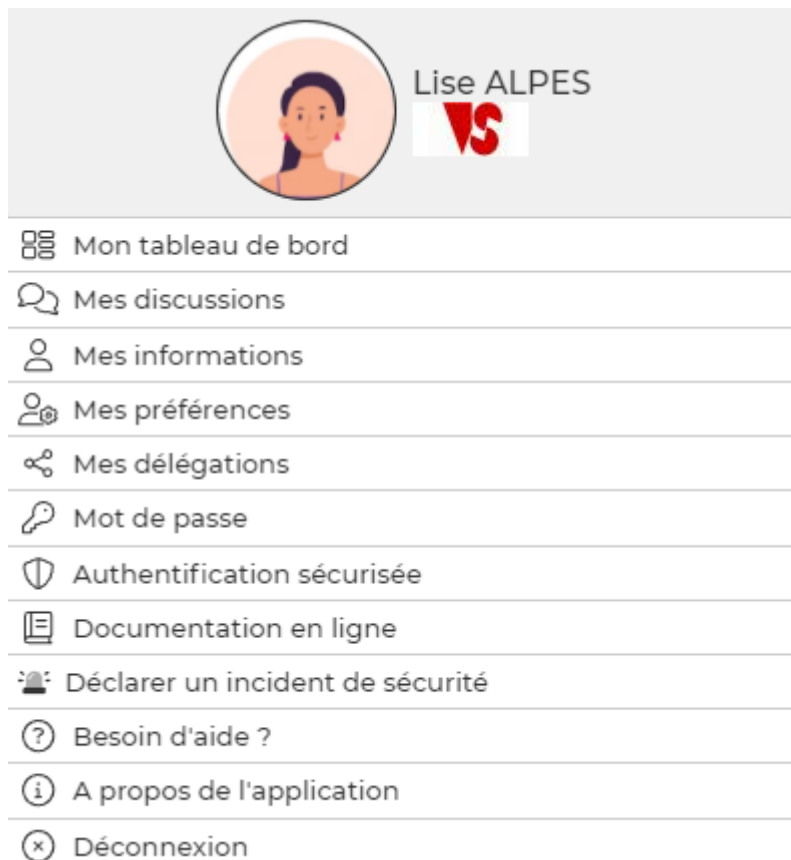 Lise ALPES
VS
Mon tableau de bord
Mes discussions
Mes informations
Mes préférences
Mes délégations
Mot de passe
Authentification sécurisée
Documentation en ligne
Déclarer un incident de sécurité
Besoin d'aide ?
A propos de l'application
Déconnexion